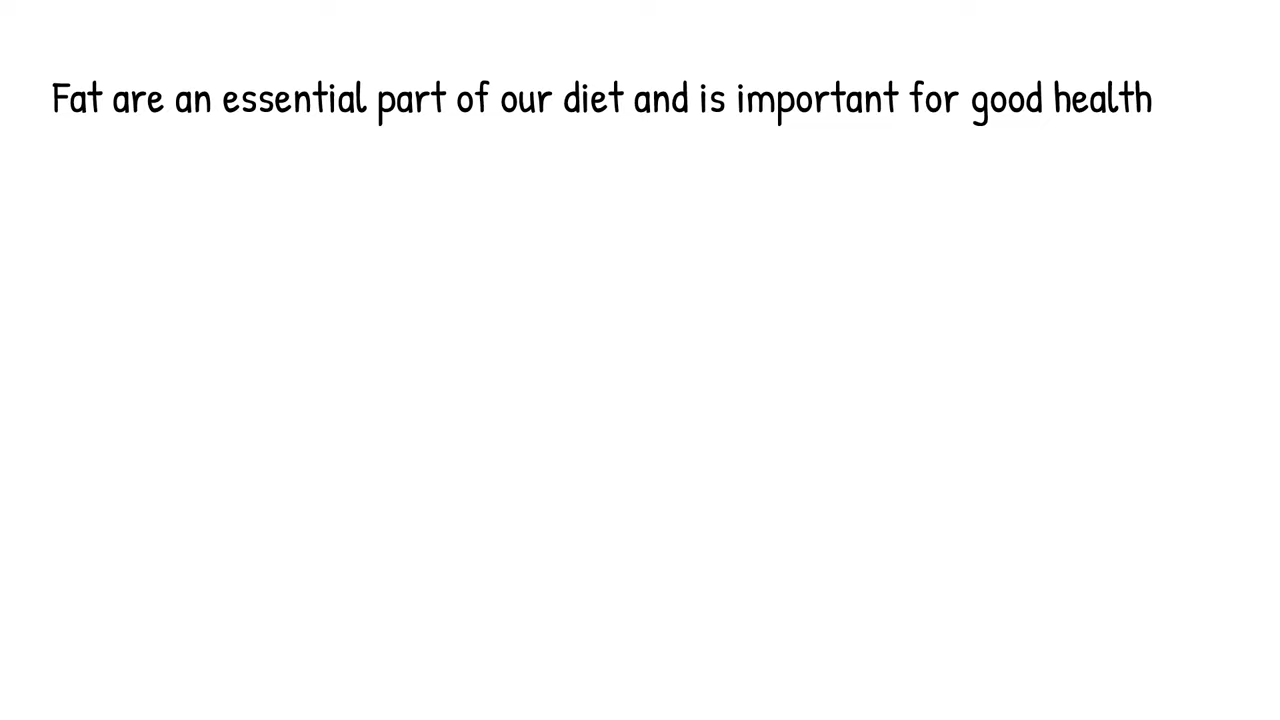 Fat are an essential part of our diet and is important for good health